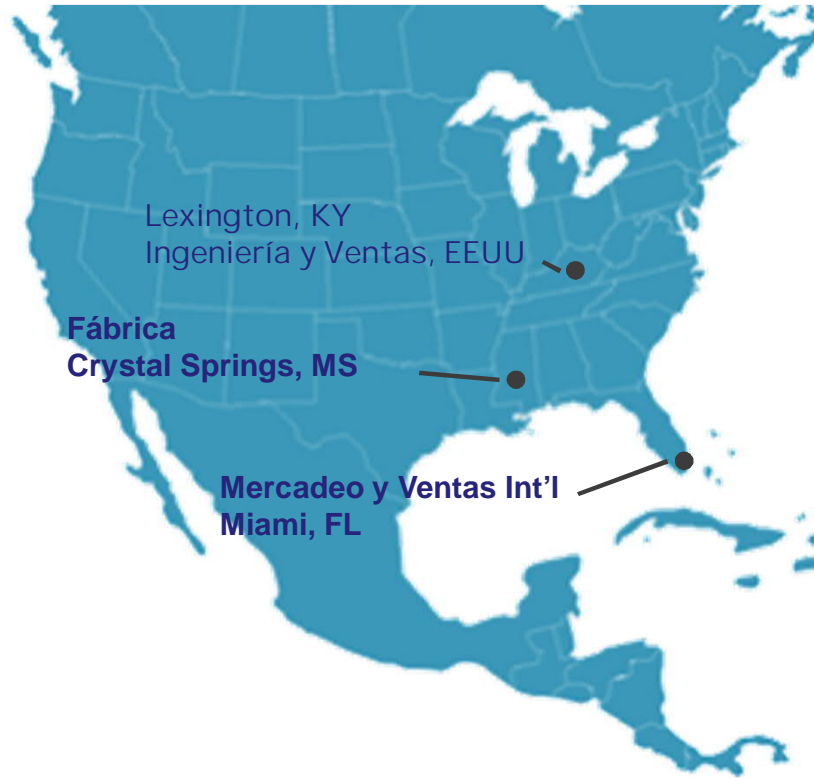 Lexington, KY
Ingeniería y Ventas, EEUU
Fábrica
Crystal Springs, MS
Mercadeo y Ventas Int'l
Miami, FL